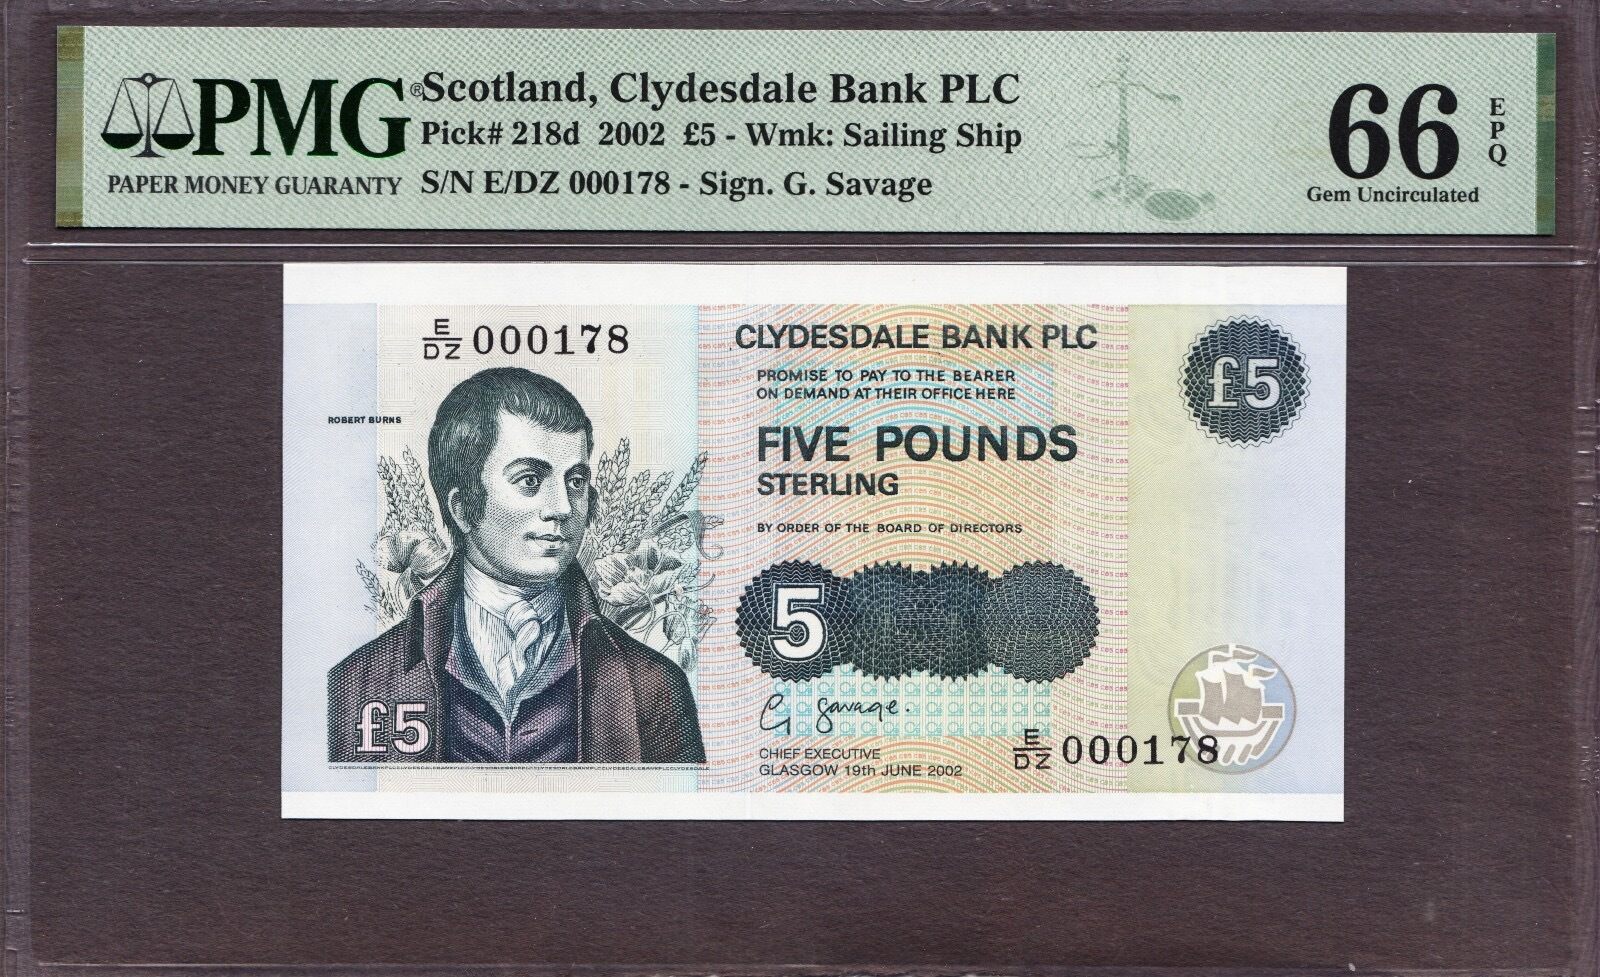 PMG®
PAPER MONEY GUARANTY
Scotland, Clydesdale Bank PLC
Pick# 218d 2002 £5 - Wmk: Sailing Ship
S/N E/DZ 000178 - Sign. G. Savage
66
EPQ
Gem Uncirculated
E/DZ 000178
ROBERT BURNS
£5
CLYDESDALE BANK PLC
PROMISE TO PAY TO THE BEARER
ON DEMAND AT THEIR OFFICE HERE
FIVE POUNDS
STERLING
BY ORDER OF THE BOARD OF DIRECTORS
5
G Savage.
CHIEF EXECUTIVE
GLASGOW 19th JUNE 2002
£5
E/DZ 000178